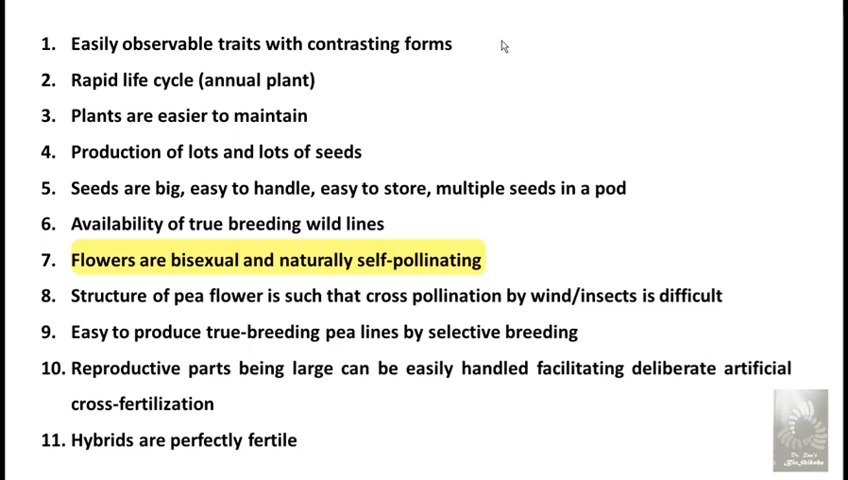 1. Easily observable traits with contrasting forms
2. Rapid life cycle (annual plant)
3. Plants are easier to maintain
4. Production of lots and lots of seeds
5. Seeds are big, easy to handle, easy to store, multiple seeds in a pod
6. Availability of true breeding wild lines
7. Flowers are bisexual and naturally self-pollinating
8. Structure of pea flower is such that cross pollination by wind/insects is difficult
9. Easy to produce true-breeding pea lines by selective breeding
10. Reproductive parts being large can be easily handled facilitating deliberate artificial
cross-fertilization
11. Hybrids are perfectly fertile
Dr. Sen's